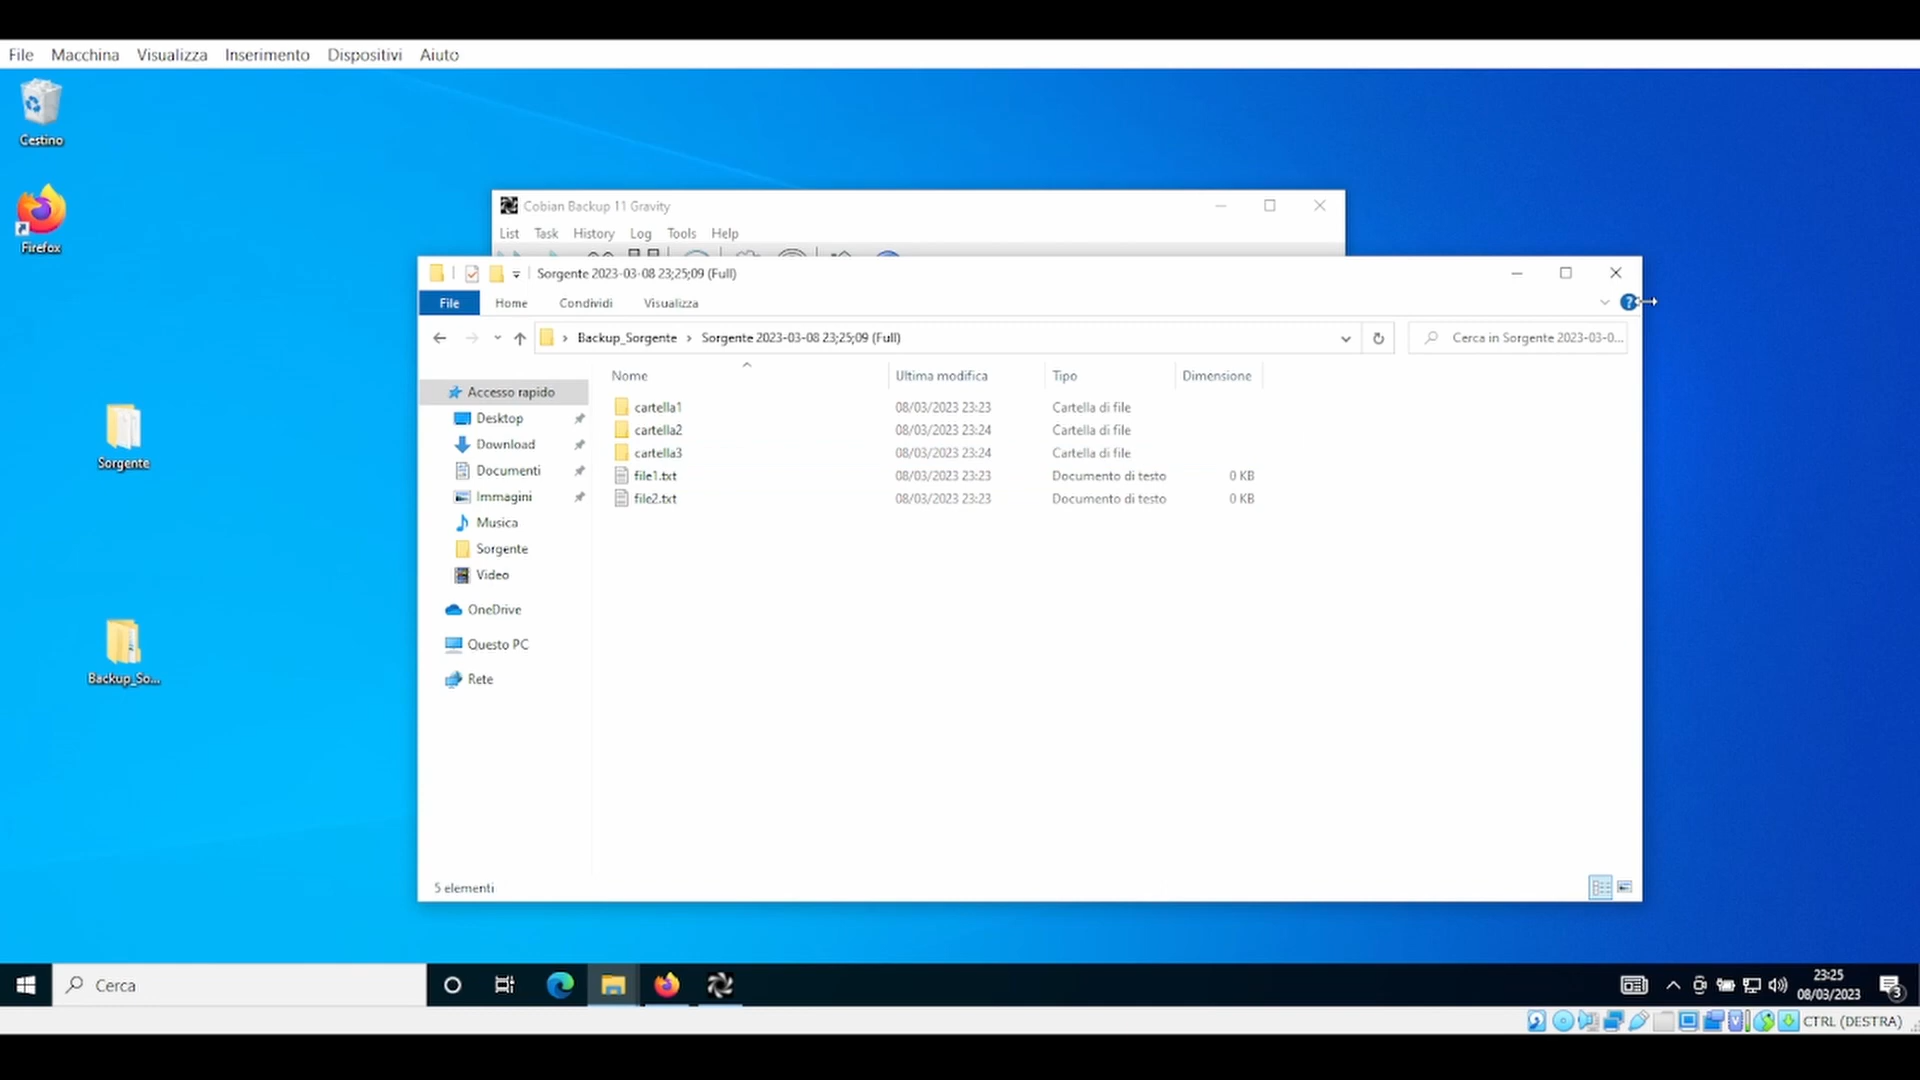 File Macchina Visualizza Inserimento Dispositivi Aiuto
Cestino
Firefox
Sorgente
Backup_So...
Cobian Backup 11 Gravity
List Task History Log Tools Help
Sorgente 2023-03-08 23;25;09 (Full)
File Home Condividi Visualizza
Backup_Sorgente › Sorgente 2023-03-08 23;25;09 (Full)
Cerca in Sorgente 2023-03-0...
Nome Ultima modifica Tipo Dimensione
cartella1 08/03/2023 23:23 Cartella di file
cartella2 08/03/2023 23:24 Cartella di file
cartella3 08/03/2023 23:24 Cartella di file
file1.txt 08/03/2023 23:23 Documento di testo 0 KB
file2.txt 08/03/2023 23:23 Documento di testo 0 KB
Accesso rapido
Desktop
Download
Documenti
Immagini
Musica
Sorgente
Video
OneDrive
Questo PC
Rete
5 elementi
Cerca
23:25
08/03/2023
3
CTRL (DESTRA)